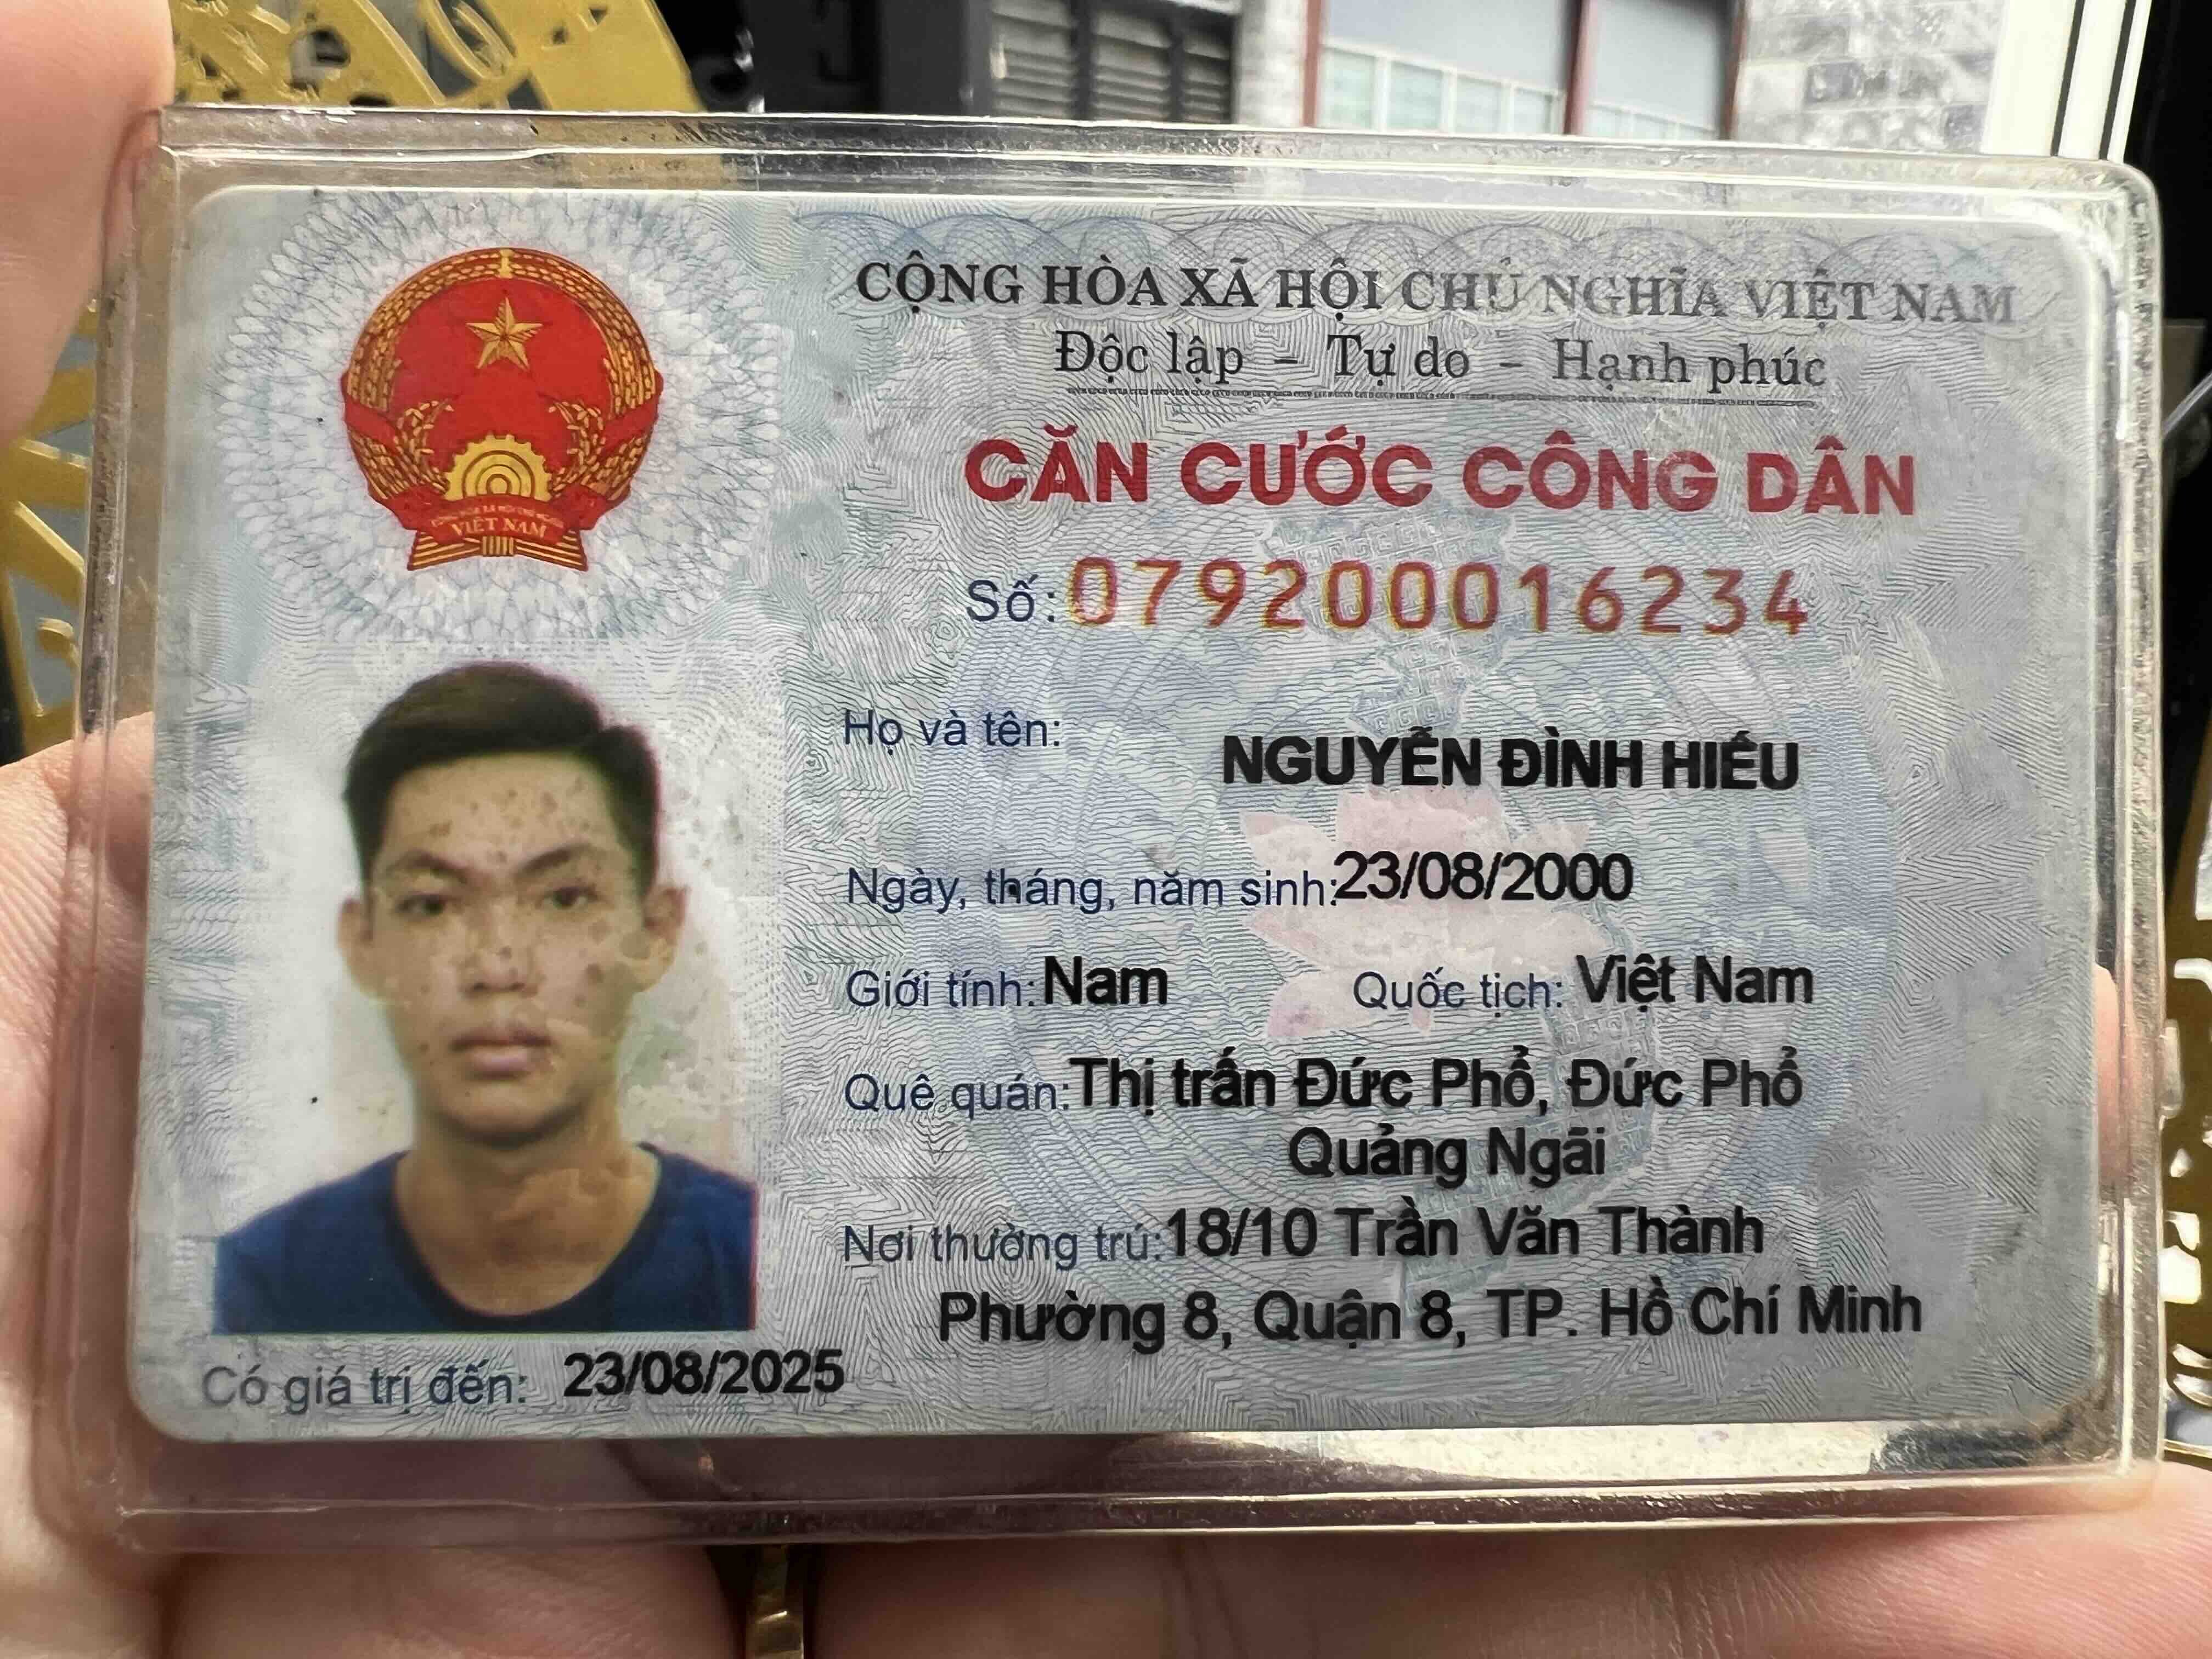 CỘNG HÒA XÃ HỘI CHỦ NGHĨA VIỆT NAM
Độc lập - Tự do - Hạnh phúc
CĂN CƯỚC CÔNG DÂN
Số: 079200016234
Họ và tên: NGUYỄN ĐÌNH HIẾU
Ngày, tháng, năm sinh: 23/08/2000
Giới tính: Nam Quốc tịch: Việt Nam
Quê quán: Thị trấn Đức Phổ, Đức Phổ
Quảng Ngãi
Nơi thường trú: 18/10 Trần Văn Thành
Phường 8, Quận 8, TP. Hồ Chí Minh
Có giá trị đến: 23/08/2025
VIỆT NAM